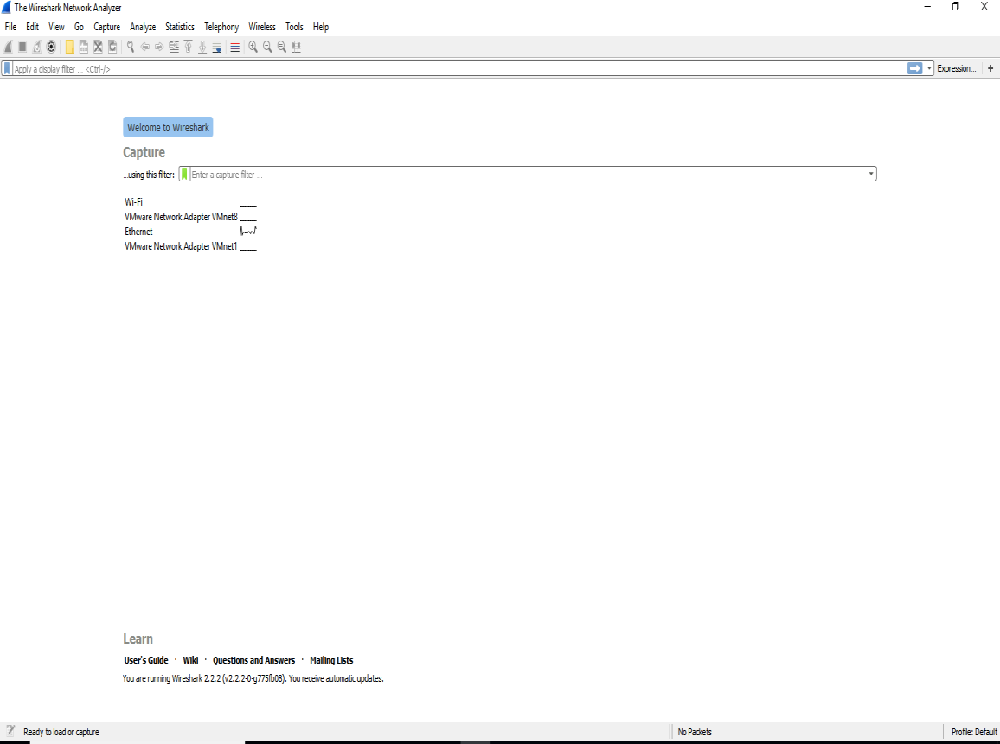 The Wireshark Network Analyzer
File Edit View Go Capture Analyze Statistics Telephony Wireless Tools Help
Apply a display filter ... <Ctrl-/>
Expression... +
Welcome to Wireshark
Capture
...using this filter: Enter a capture filter ...
Wi-Fi
VMware Network Adapter VMnet8
Ethernet
VMware Network Adapter VMnet1
Learn
User's Guide · Wiki · Questions and Answers · Mailing Lists
You are running Wireshark 2.2.2 (v2.2.2-0-g775fb08). You receive automatic updates.
Ready to load or capture No Packets Profile: Default